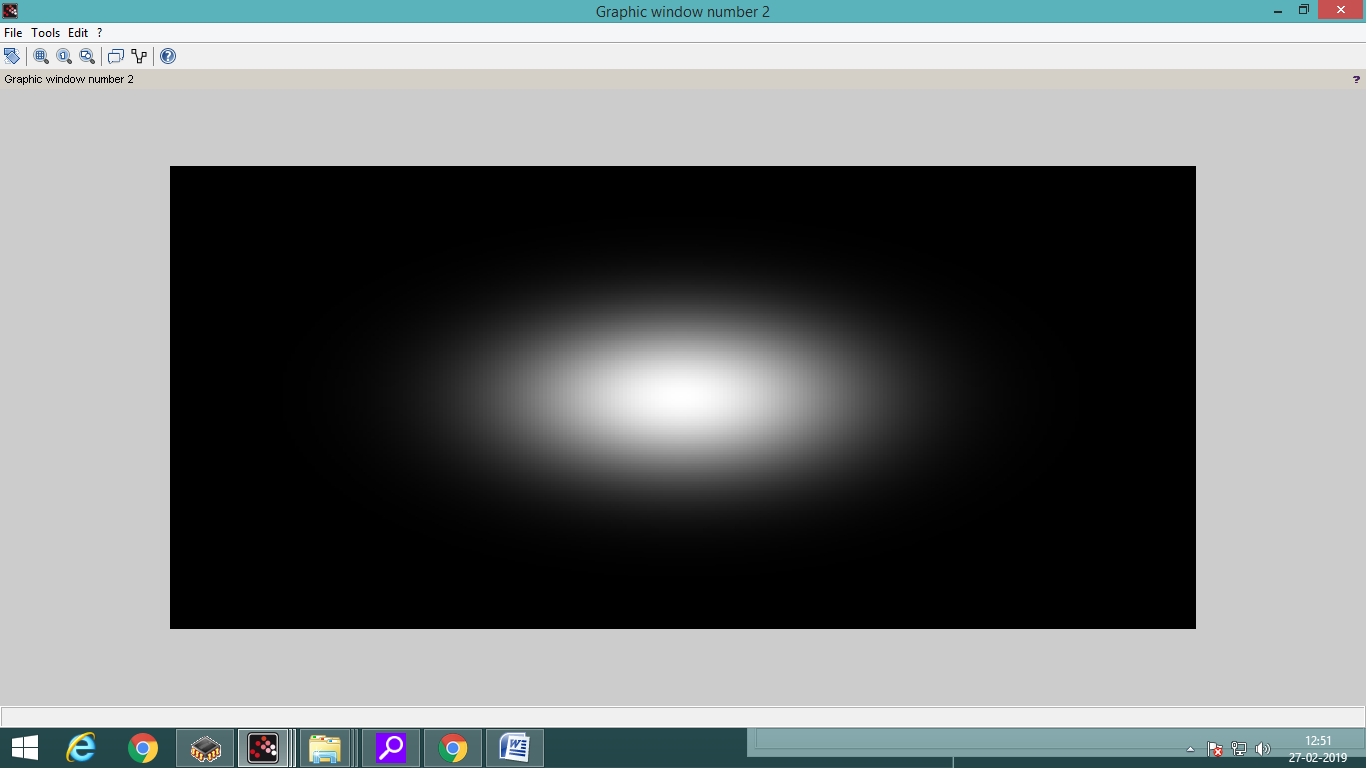 Graphic window number 2
File Tools Edit ?
Graphic window number 2 ?
12:51
27-02-2019